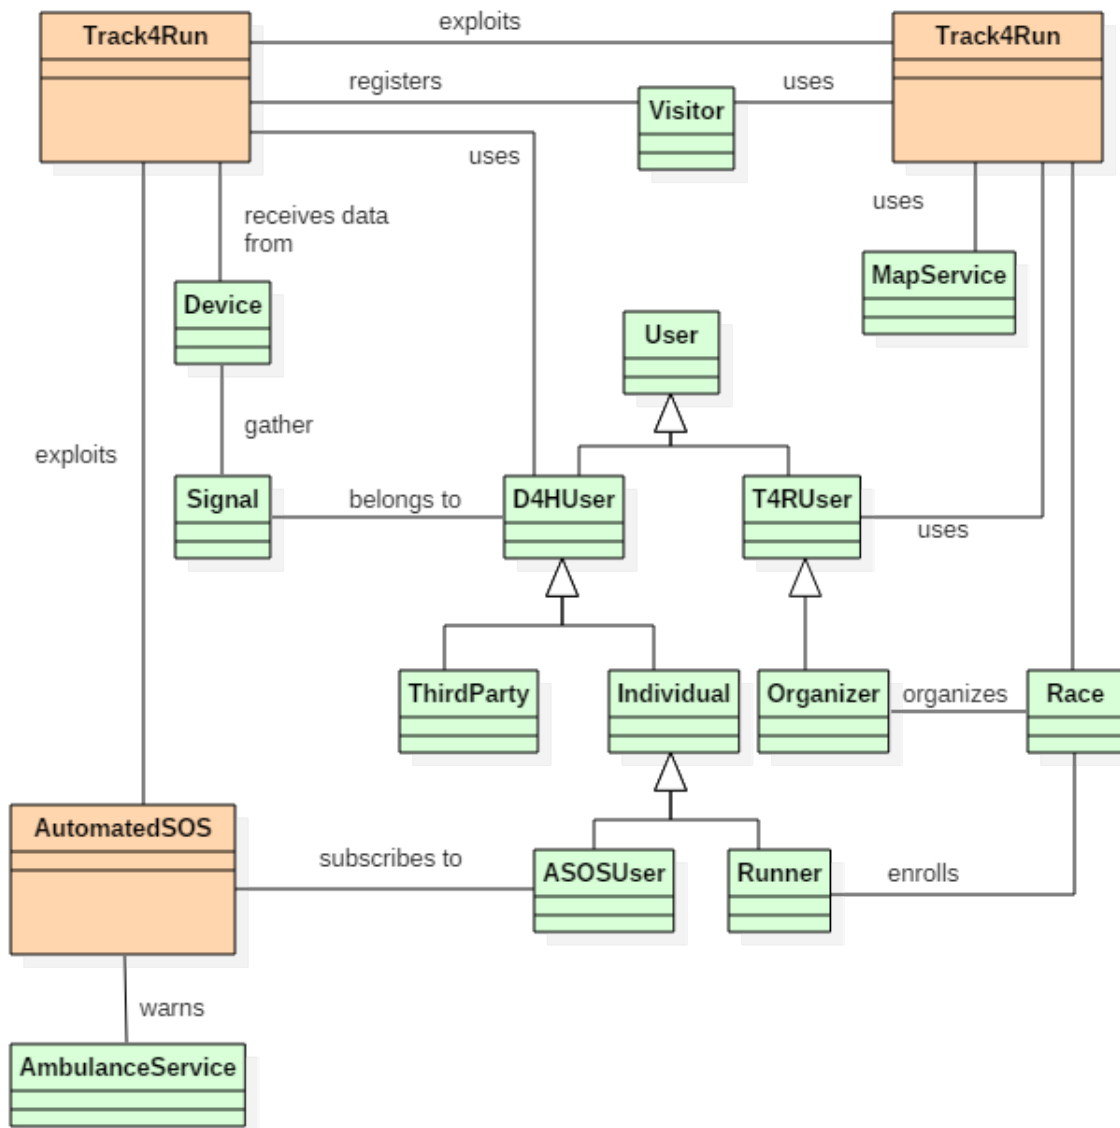 Track4Run
exploits
Track4Run
registers
Visitor
uses
uses
receives data
from
uses
Device
MapService
User
gather
exploits
Signal
belongs to
D4HUser
T4RUser
uses
ThirdParty
Individual
Organizer
organizes
Race
AutomatedSOS
subscribes to
ASOSUser
Runner
enrolls
warns
AmbulanceService